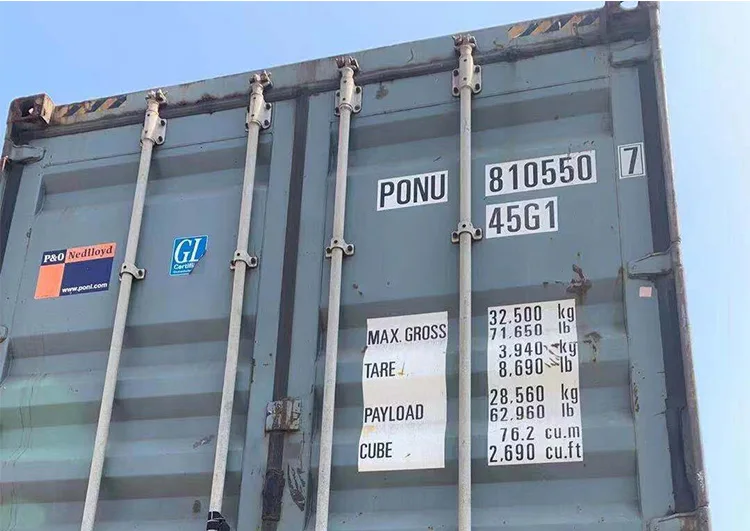 PONU 810550 7
45G1
P&O Nedlloyd
www.ponl.com
GL
Certifi
MAX. GROSS 32.500 kg
71.650 lb
TARE 3.940 kg
8.690 lb
PAYLOAD 28.560 kg
62.960 lb
CUBE 76.2 cu.m
2.690 cu.ft